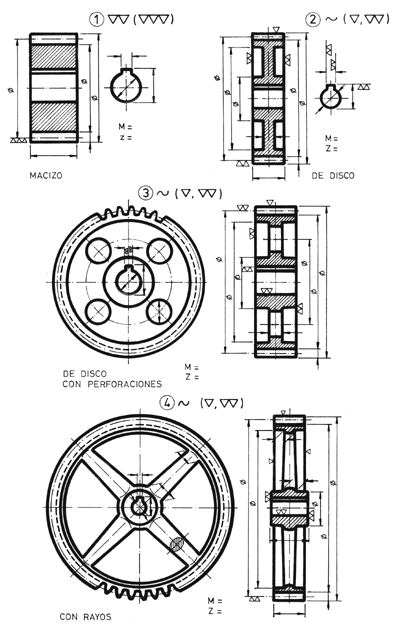 ① ▽▽ (▽▽▽)
② ~ (▽, ▽▽)
M =
Z =
M =
Z =
MACIZO
DE DISCO
③ ~ (▽, ▽▽)
DE DISCO
CON PERFORACIONES
M =
Z =
④ ~ (▽, ▽▽)
M =
Z =
CON RAYOS